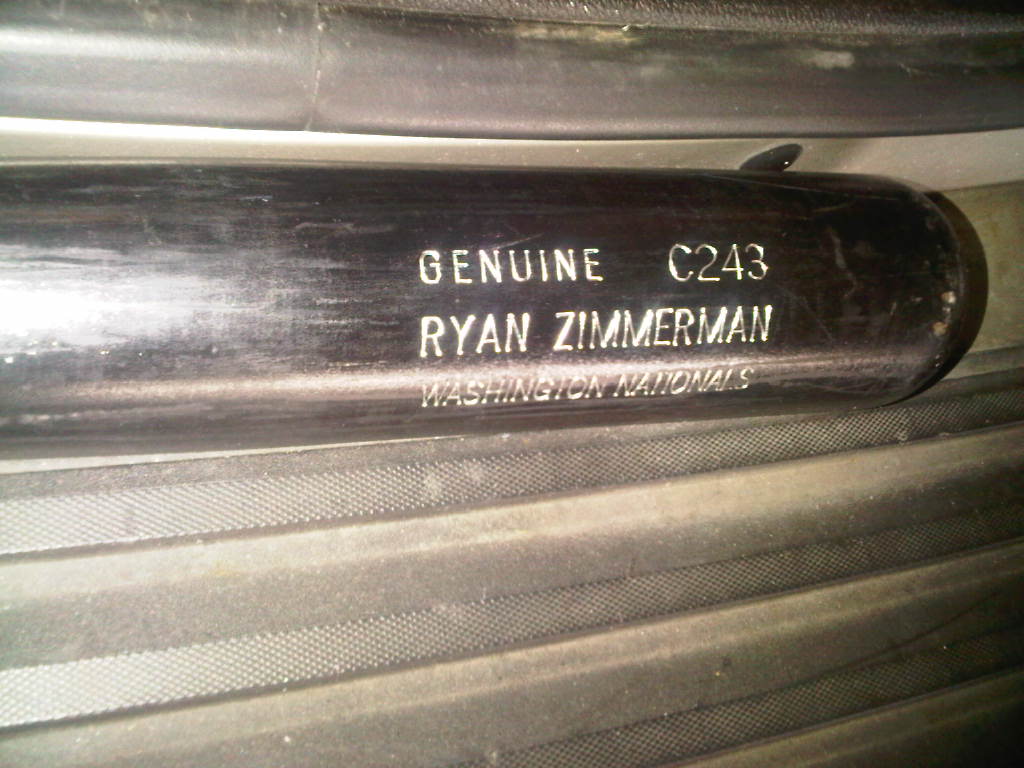 GENUINE C243
RYAN ZIMMERMAN
WASHINGTON NATIONALS